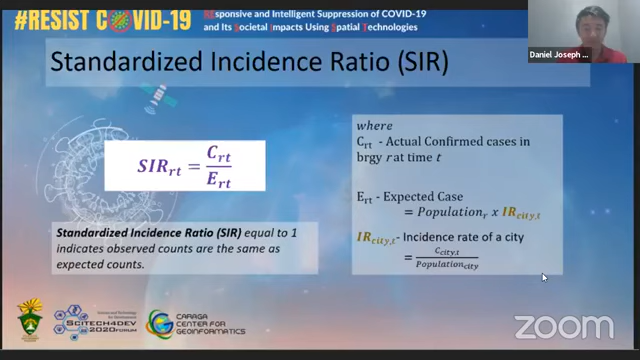 #RESIST COVID-19
REsponsive and Intelligent Suppression of COVID-19
and Its Societal Impacts Using Spatial Technologies
Daniel Joseph ...
Standardized Incidence Ratio (SIR)
SIRrt = Crt / Ert
Standardized Incidence Ratio (SIR) equal to 1
indicates observed counts are the same as
expected counts.
where
Crt - Actual Confirmed cases in
brgy r at time t
Ert - Expected Case
= Populationr x IRcity,t
IRcity,t - Incidence rate of a city
= Ccity,t / Populationcity
SCITECH4DEV
2020 FORUM
CARAGA
CENTER FOR
GEOINFORMATICS
zoom